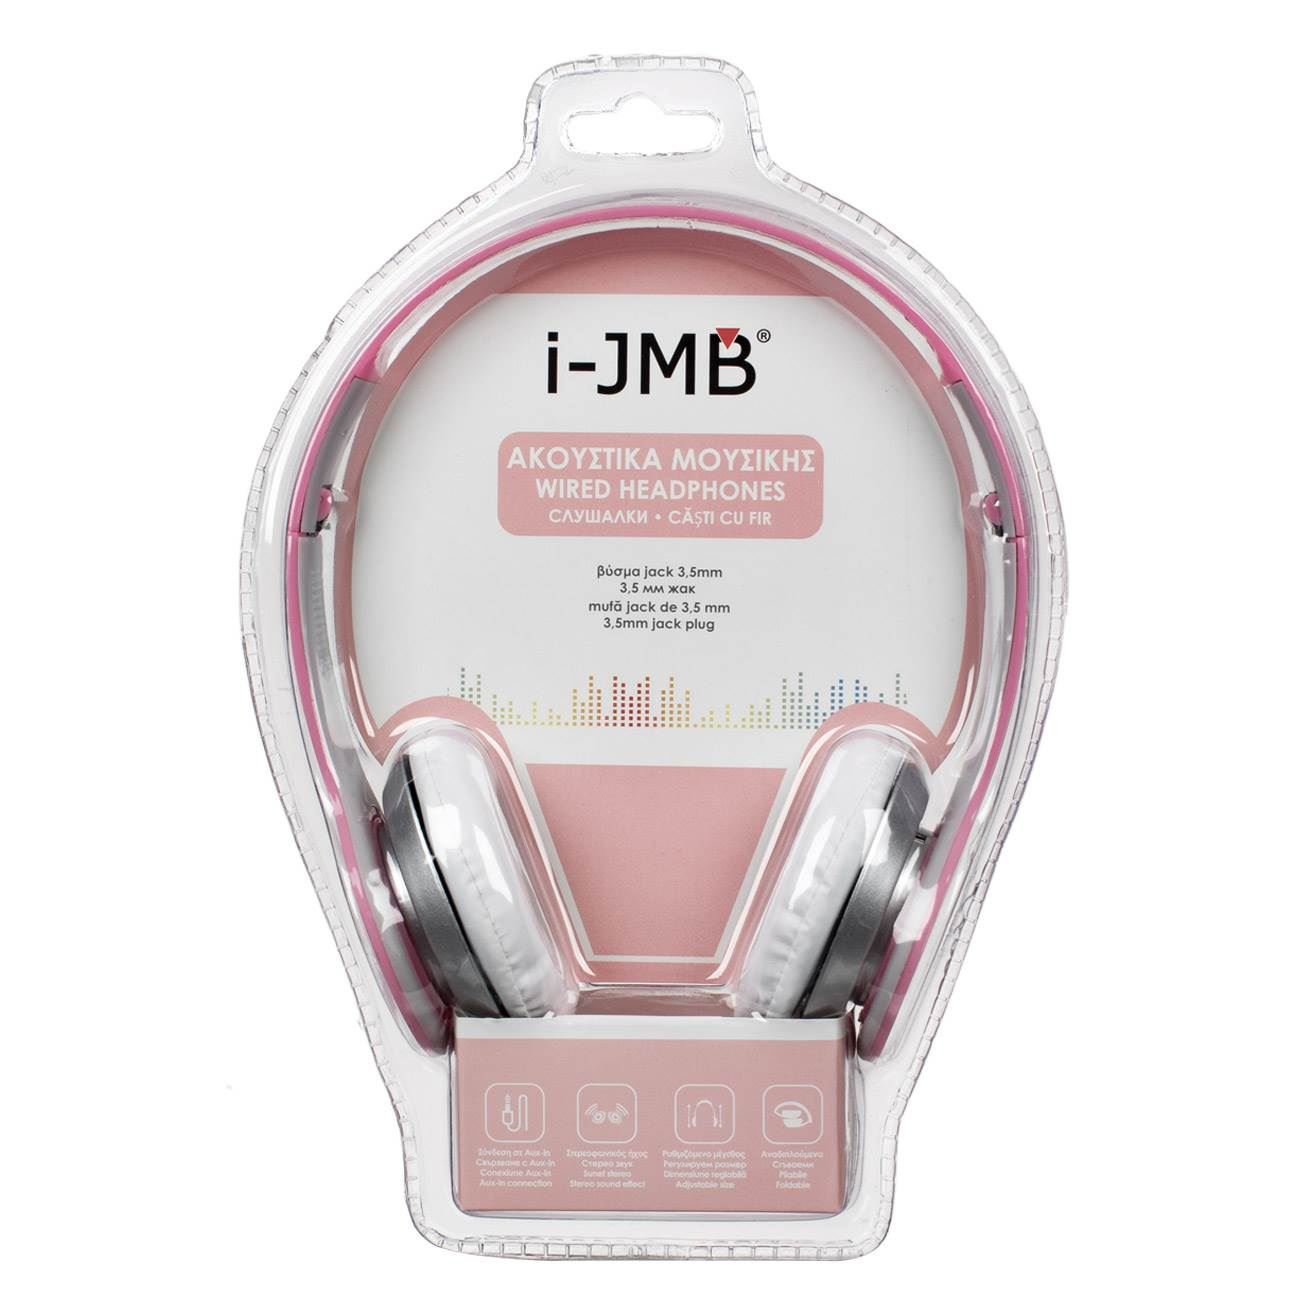 i-JMB®
ΑΚΟΥΣΤΙΚΑ ΜΟΥΣΙΚΗΣ
WIRED HEADPHONES
СЛУШАЛКИ • CĂȘTI CU FIR
βύσμα jack 3,5mm
3,5 мм жак
mufă jack de 3,5 mm
3,5mm jack plug
Σύνδεση σε Aux-in
Свързване с Aux-in
Conexiune Aux-in
Aux-in connection
Στερεοφωνικός ήχος
Стерео звук
Sunet stereo
Stereo sound effect
Ρυθμιζόμενο μέγεθος
Регулируем размер
Dimensiune reglabilă
Adjustable size
Αναδιπλούμενα
Сгъваеми
Pliabile
Foldable